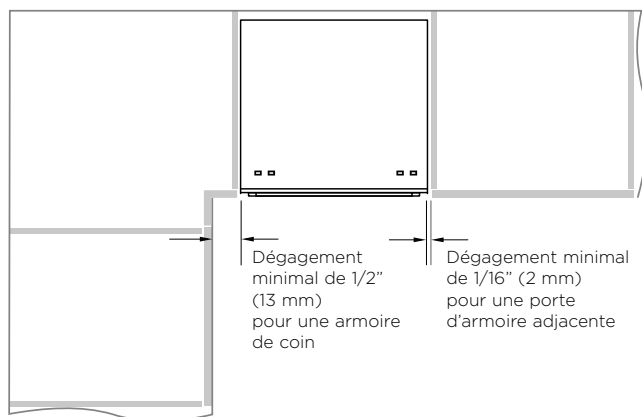 Dégagement
minimal de 1/2”
(13 mm)
pour une armoire
de coin
Dégagement minimal
de 1/16” (2 mm)
pour une porte
d’armoire adjacente